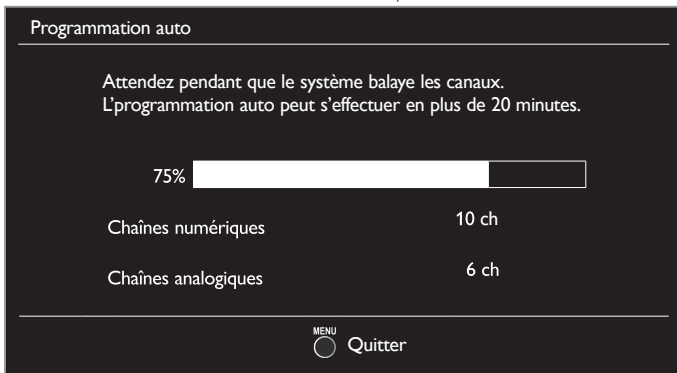 Programmation auto
Attendez pendant que le système balaye les canaux.
L'programmation auto peut s'effectuer en plus de 20 minutes.
75%
Chaînes numériques 10 ch
Chaînes analogiques 6 ch
MENU
Quitter